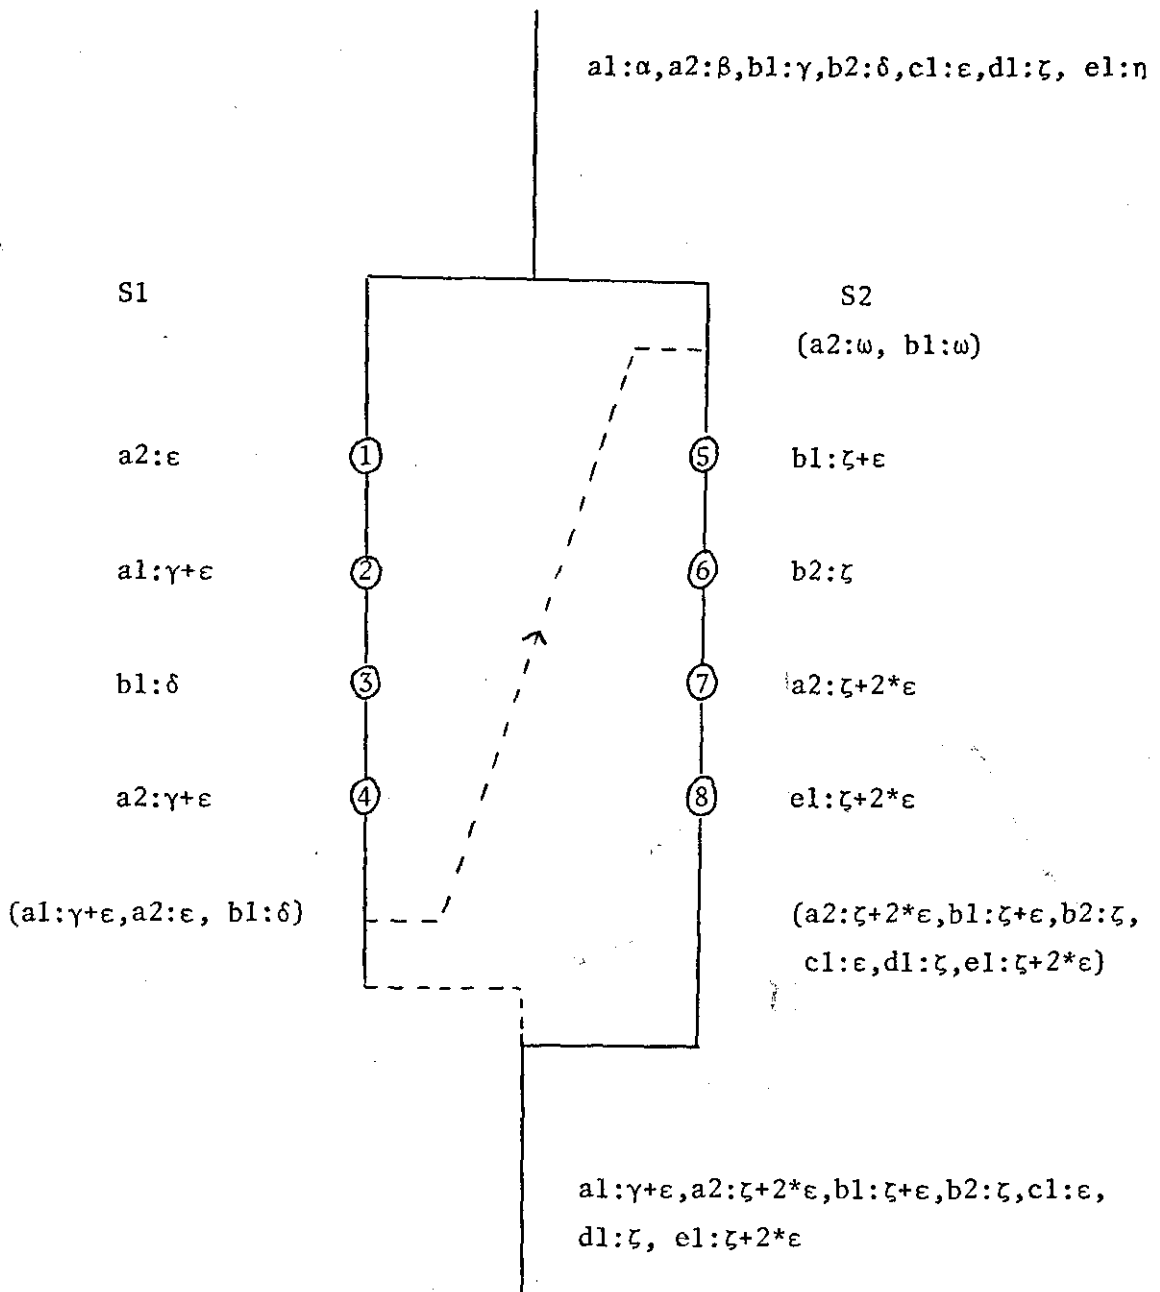 a1:α,a2:β,b1:γ,b2:δ,c1:ε,d1:ζ, e1:η
S1
S2
(a2:ω, b1:ω)
a2:ε
1
5
b1:ζ+ε
a1:γ+ε
2
6
b2:ζ
b1:δ
3
7
a2:ζ+2*ε
a2:γ+ε
4
8
e1:ζ+2*ε
(a1:γ+ε,a2:ε, b1:δ)
(a2:ζ+2*ε,b1:ζ+ε,b2:ζ,
c1:ε,d1:ζ,e1:ζ+2*ε)
a1:γ+ε,a2:ζ+2*ε,b1:ζ+ε,b2:ζ,c1:ε,
d1:ζ, e1:ζ+2*ε